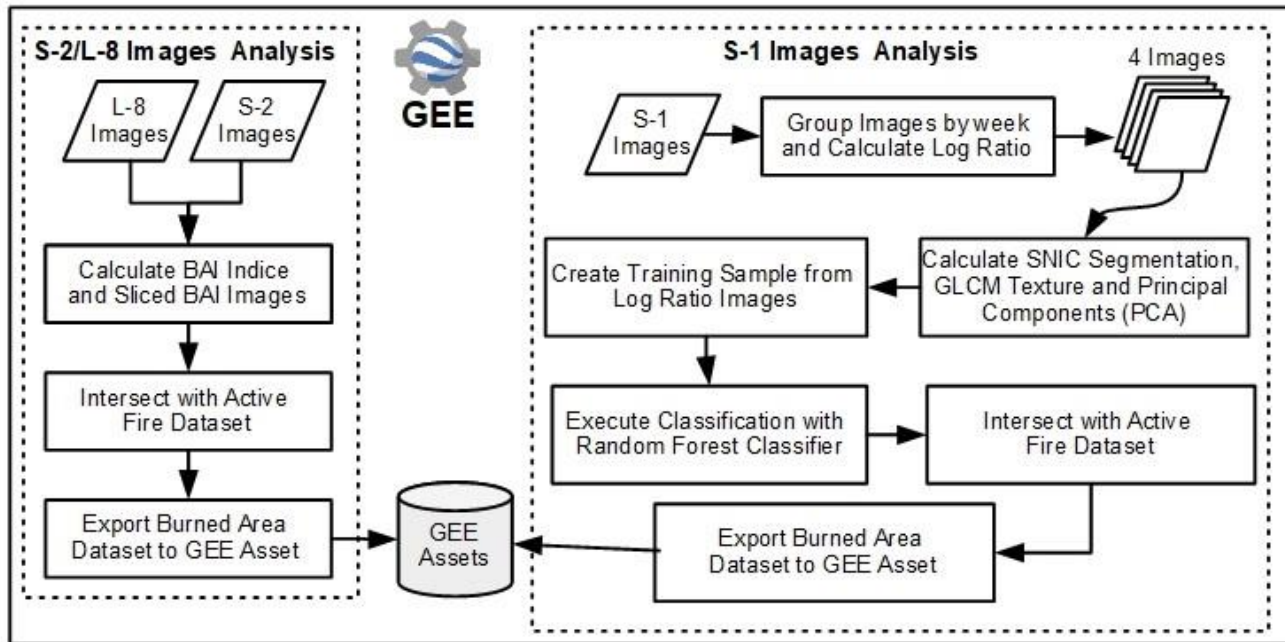 S-2/L-8 Images Analysis
L-8
Images
S-2
Images
Calculate BAI Indice
and Sliced BAI Images
Intersect with Active
Fire Dataset
Export Burned Area
Dataset to GEE Asset
GEE
GEE
Assets
S-1 Images Analysis
4 Images
S-1
Images
Group Images by week
and Calculate Log Ratio
Calculate SNIC Segmentation,
GLCM Texture and Principal
Components (PCA)
Create Training Sample from
Log Ratio Images
Execute Classification with
Random Forest Classifier
Intersect with Active
Fire Dataset
Export Burned Area
Dataset to GEE Asset